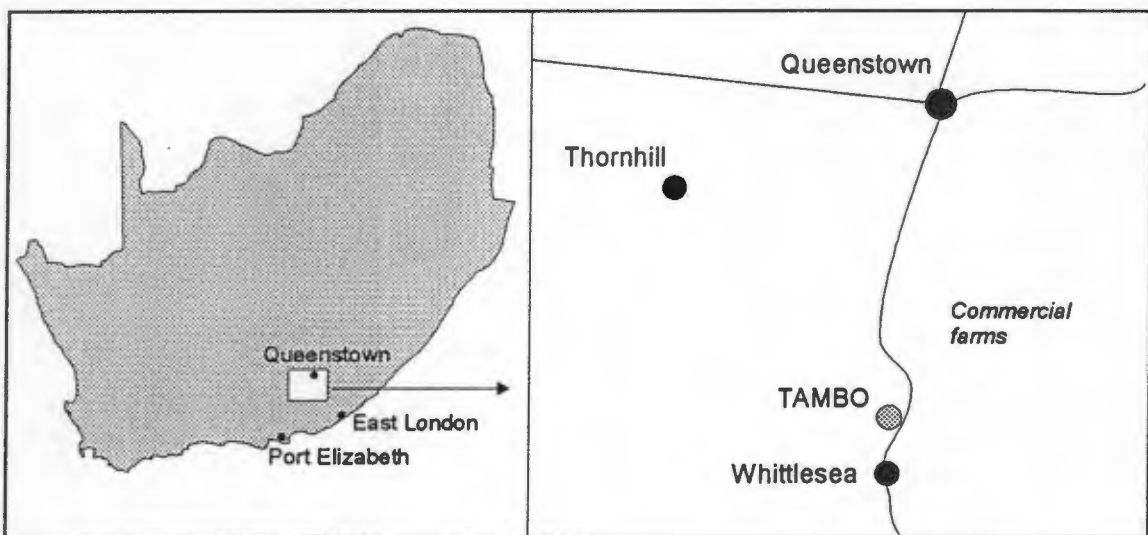 Queenstown
East London
Port Elizabeth
Queenstown
Thornhill
Commercial
farms
TAMBO
Whittlesea